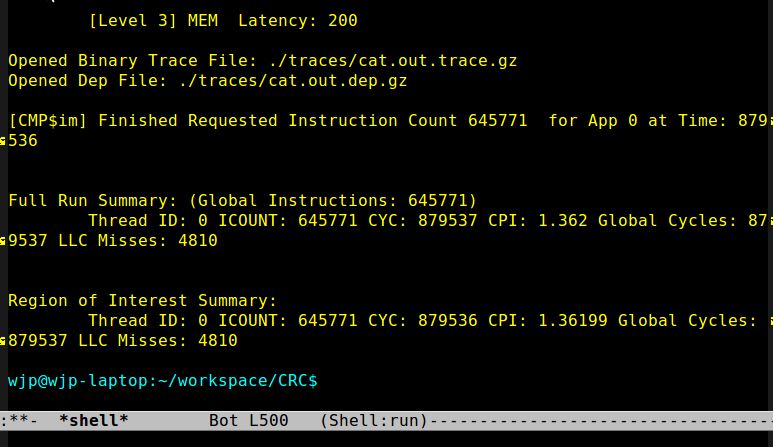 [Level 3] MEM  Latency: 200
Opened Binary Trace File: ./traces/cat.out.trace.gz
Opened Dep File: ./traces/cat.out.dep.gz
[CMP$im] Finished Requested Instruction Count 645771  for App 0 at Time: 879
536
Full Run Summary: (Global Instructions: 645771)
Thread ID: 0 ICOUNT: 645771 CYC: 879537 CPI: 1.362 Global Cycles: 87
9537 LLC Misses: 4810
Region of Interest Summary:
Thread ID: 0 ICOUNT: 645771 CYC: 879536 CPI: 1.36199 Global Cycles:
879537 LLC Misses: 4810
wjp@wjp-laptop:~/workspace/CRC$
:**-  *shell*        Bot L500   (Shell:run)----------------------------------